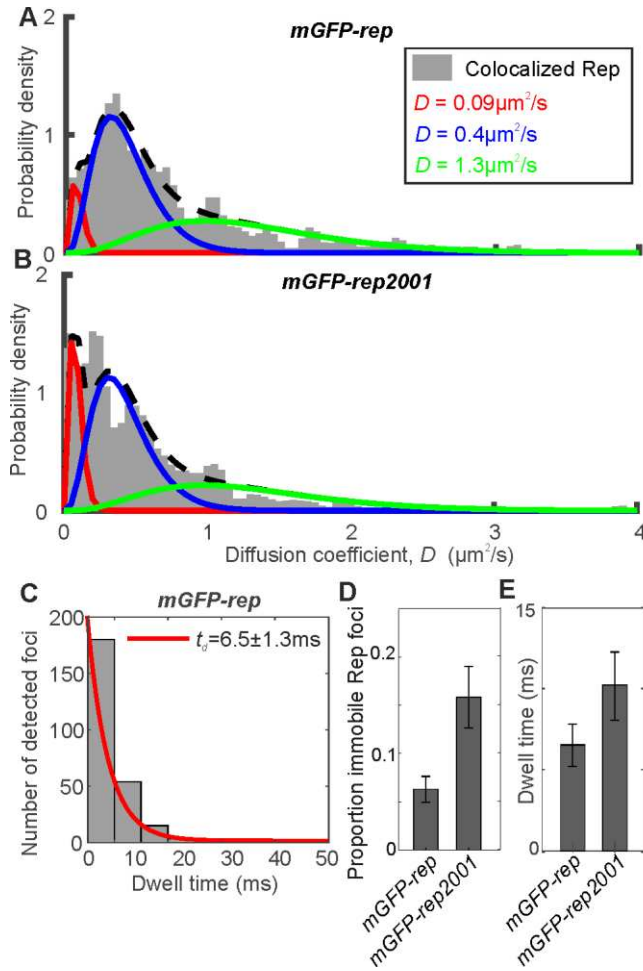 A
mGFP-rep
2
1
0
Probability density
Colocalized Rep
D = 0.09µm²/s
D = 0.4µm²/s
D = 1.3µm²/s
B
mGFP-rep2001
2
1
0
Probability density
0 1 2 3 4
Diffusion coefficient, D (µm²/s)
C
mGFP-rep
200
150
100
50
0
Number of detected foci
t_d=6.5±1.3ms
0 10 20 30 40 50
Dwell time (ms)
D
0.2
0.1
0
Proportion immobile Rep foci
mGFP-rep
mGFP-rep2001
E
15
0
Dwell time (ms)
mGFP-rep
mGFP-rep2001